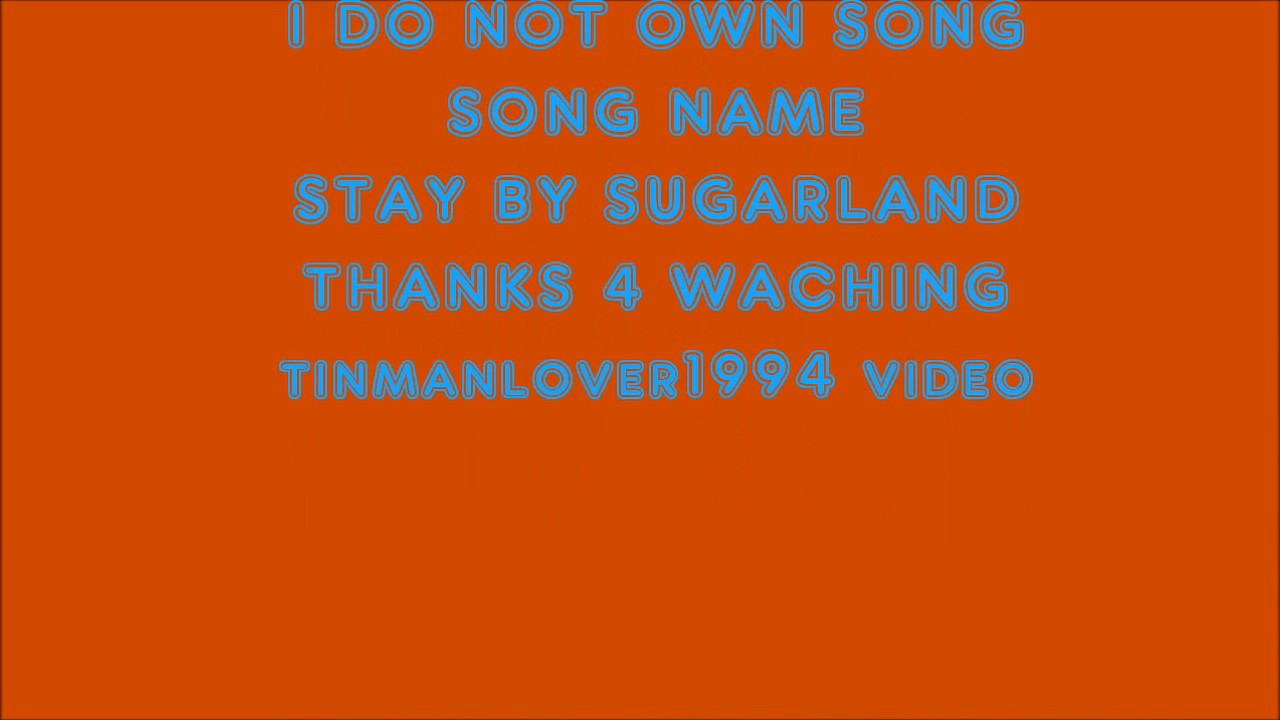 I DO NOT OWN SONG
SONG NAME
STAY BY SUGARLAND
THANKS 4 WACHING
TINMANLOVER1994 VIDEO